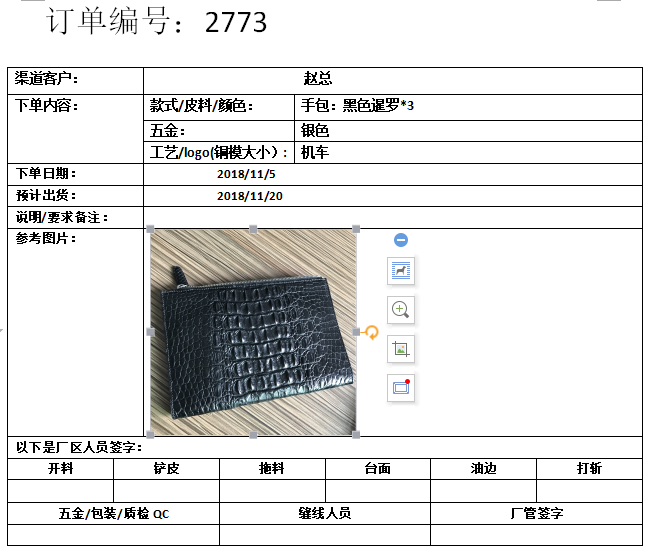 订单编号：2773
渠道客户： 赵总
下单内容： 款式/皮料/颜色： 手包：黑色暹罗*3
五金： 银色
工艺/logo(铜模大小)： 机车
下单日期： 2018/11/5
预计出货： 2018/11/20
说明/要求备注：
参考图片：
以下是厂区人员签字：
开料 铲皮 拖料 台面 油边 打斩
五金/包装/质检 QC 缝线人员 厂管签字